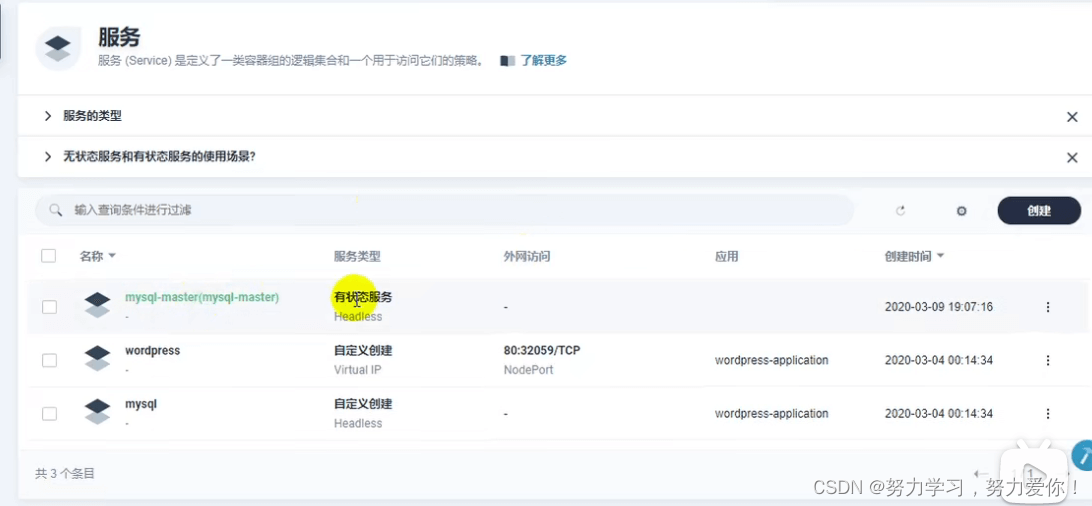 服务
服务 (Service) 是定义了一类容器组的逻辑集合和一个用于访问它们的策略。 了解更多
服务的类型
无状态服务和有状态服务的使用场景?
输入查询条件进行过滤
创建
名称 服务类型 外网访问 应用 创建时间
mysql-master(mysql-master) 有状态服务
- Headless - 2020-03-09 19:07:16
wordpress 自定义创建 80:32059/TCP
- Virtual IP NodePort wordpress-application 2020-03-04 00:14:34
mysql 自定义创建
- Headless - wordpress-application 2020-03-04 00:14:34
共 3 个条目
CSDN @努力学习，努力爱你！